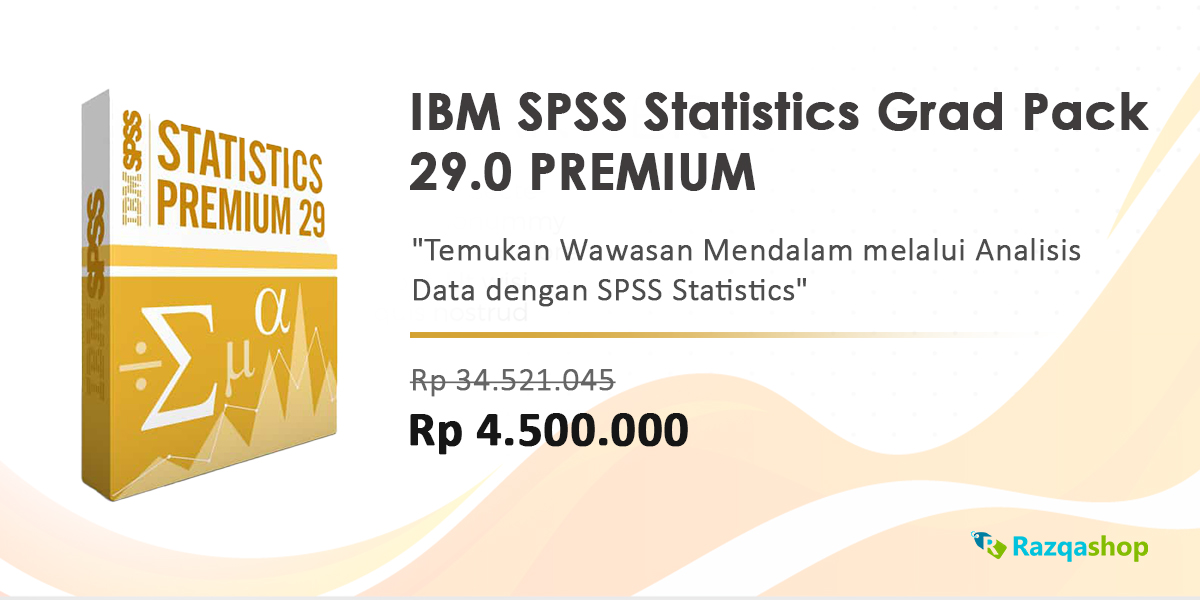 IBM SPSS Statistics Grad Pack
29.0 PREMIUM
"Temukan Wawasan Mendalam melalui Analisis
Data dengan SPSS Statistics"
Rp 34.521.045
Rp 4.500.000
IBM SPSS
STATISTICS
PREMIUM 29
IBM SPSS
÷ Σ μ α
nostrud
Razqashop